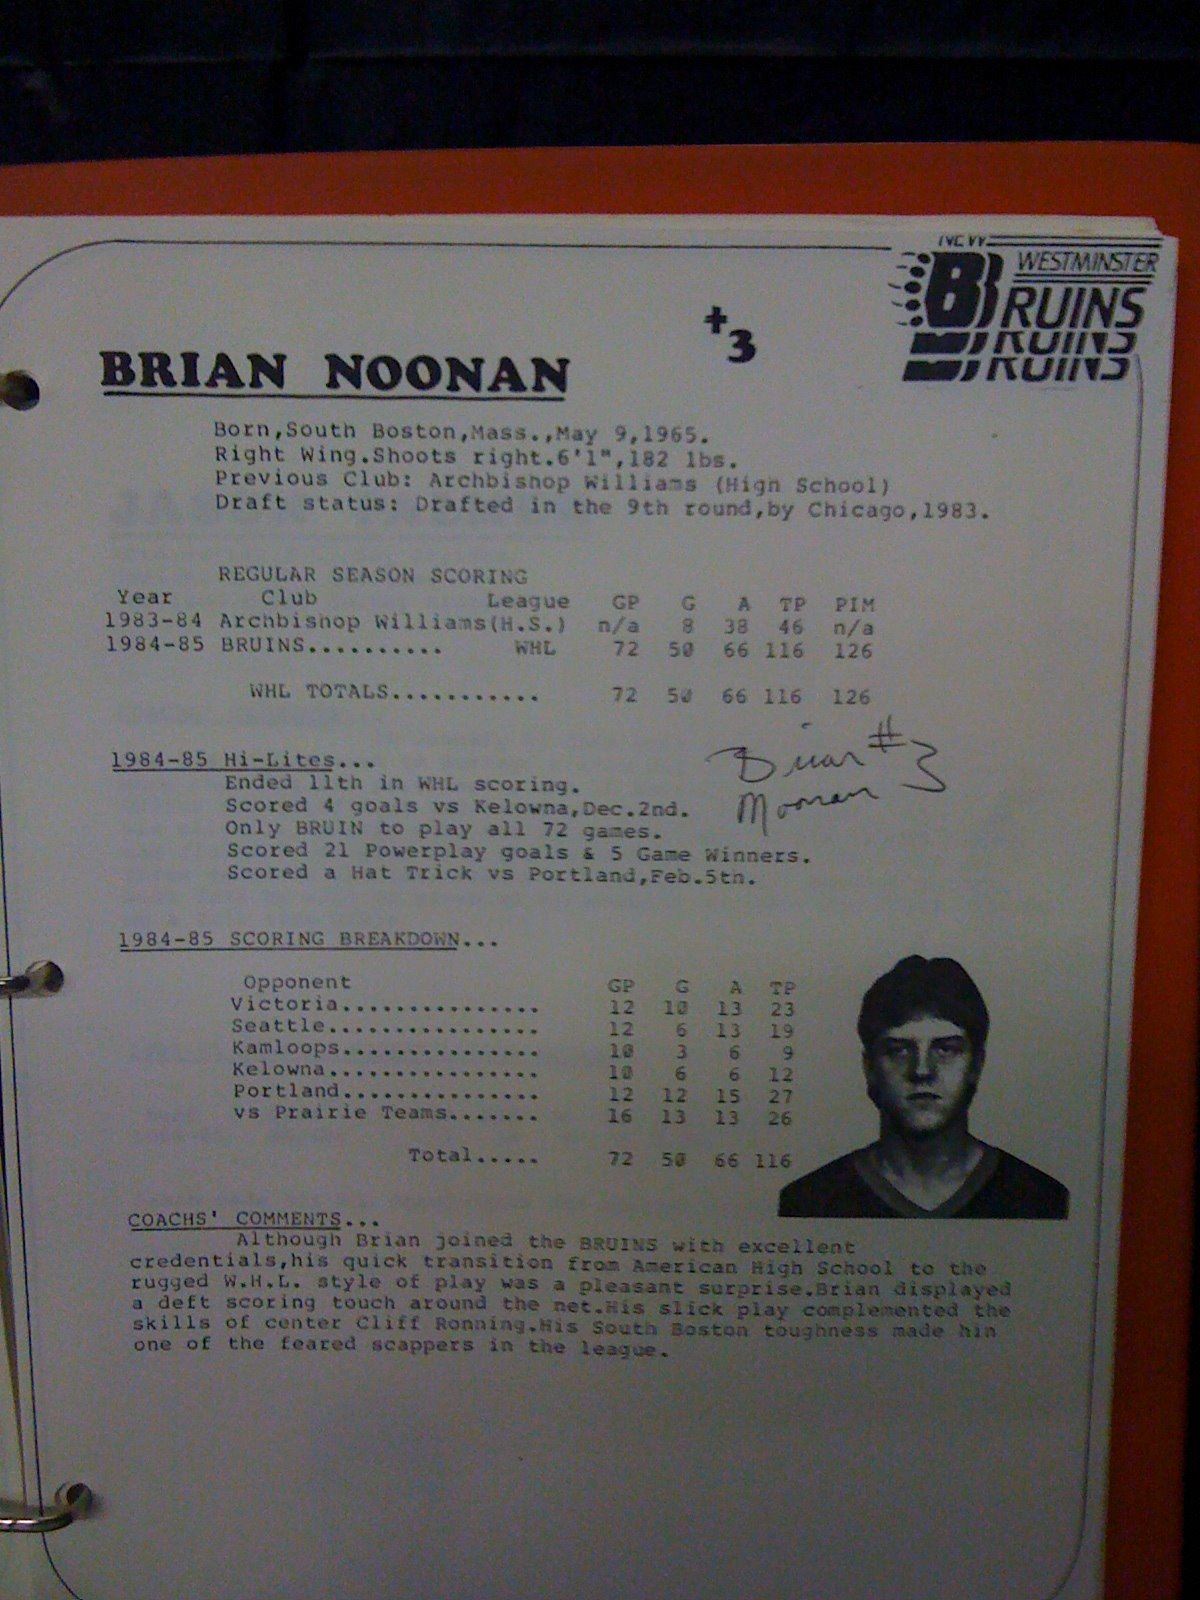 NEW
WESTMINSTER
BRUINS
RUINS
RUINS
+3
BRIAN NOONAN
Born,South Boston,Mass.,May 9,1965.
Right Wing.Shoots right.6'1",182 lbs.
Previous Club: Archbishop Williams (High School)
Draft status: Drafted in the 9th round,by Chicago,1983.
REGULAR SEASON SCORING
Year Club League GP G A TP PIM
1983-84 Archbishop Williams(H.S.) n/a 8 38 46 n/a
1984-85 BRUINS.......... WHL 72 50 66 116 126
WHL TOTALS........... 72 50 66 116 126
Brian #3
Noonan
1984-85 Hi-Lites...
Ended 11th in WHL scoring.
Scored 4 goals vs Kelowna,Dec.2nd.
Only BRUIN to play all 72 games.
Scored 21 Powerplay goals & 5 Game Winners.
Scored a Hat Trick vs Portland,Feb.5th.
1984-85 SCORING BREAKDOWN...
Opponent GP G A TP
Victoria............... 12 10 13 23
Seattle................ 12 6 13 19
Kamloops............... 10 3 6 9
Kelowna................ 10 6 6 12
Portland............... 12 12 15 27
vs Prairie Teams....... 16 13 13 26
Total..... 72 50 66 116
COACHS' COMMENTS...
Although Brian joined the BRUINS with excellent
credentials,his quick transition from American High School to the
rugged W.H.L. style of play was a pleasant surprise.Brian displayed
a deft scoring touch around the net.His slick play complemented the
skills of center Cliff Ronning.His South Boston toughness made him
one of the feared scappers in the league.